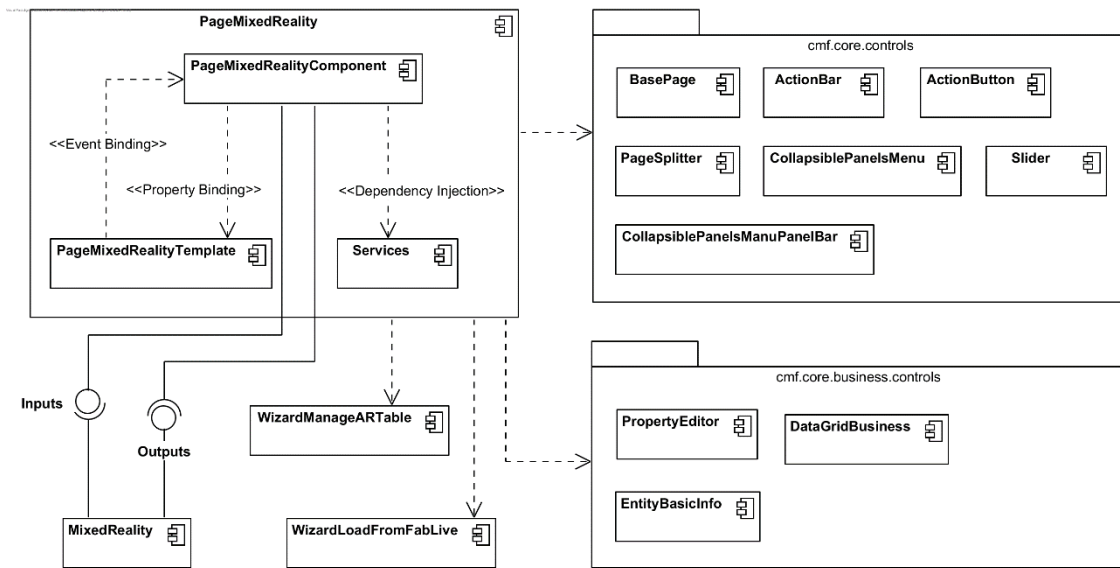 PageMixedReality
PageMixedRealityComponent
<<Event Binding>>
<<Property Binding>>
<<Dependency Injection>>
PageMixedRealityTemplate
Services
Inputs
Outputs
MixedReality
WizardManageARTable
WizardLoadFromFabLive
cmf.core.controls
BasePage
ActionBar
ActionButton
PageSplitter
CollapsiblePanelsMenu
Slider
CollapsiblePanelsManuPanelBar
cmf.core.business.controls
PropertyEditor
DataGridBusiness
EntityBasicInfo